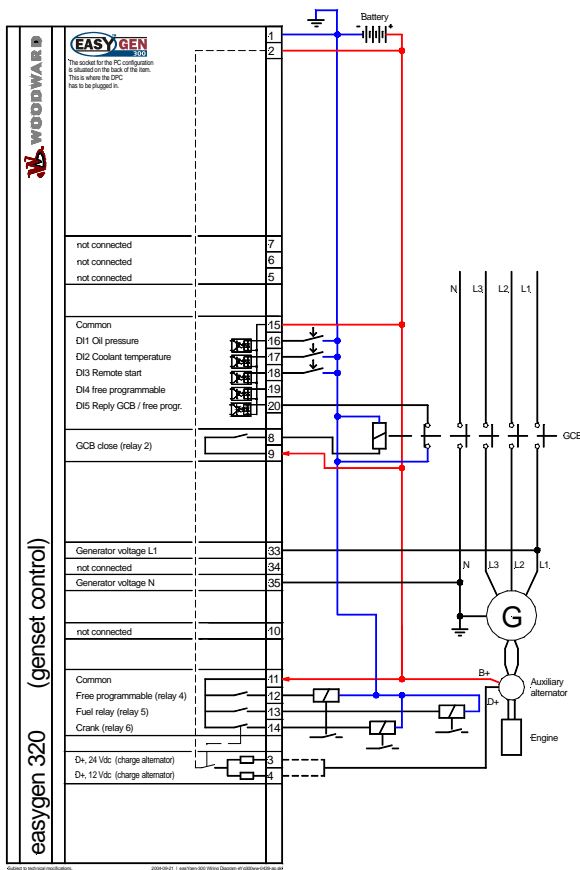 WOODWARD
EASYGEN
300
*The socket for the PC configuration
is situated on the back of the item.
This is where the DPC
has to be plugged in.
easygen 320 (genset control)
Battery
- +
1
2
not connected 7
not connected 6
not connected 5
N L3 L2 L1
Common 15
DI1 Oil pressure 16
DI2 Coolant temperature 17
DI3 Remote start 18
DI4 free programmable 19
DI5 Reply GCB / free progr. 20
GCB close (relay 2) 8
9
GCB
Generator voltage L1 33
not connected 34
Generator voltage N 35
N L3 L2 L1
G
not connected 10
Common 11
Free programmable (relay 4) 12
Fuel relay (relay 5) 13
Crank (relay 6) 14
B+
D+
Auxiliary
alternator
Engine
D+, 24 Vdc (charge alternator) 3
D+, 12 Vdc (charge alternator) 4
Subject to technical modifications.